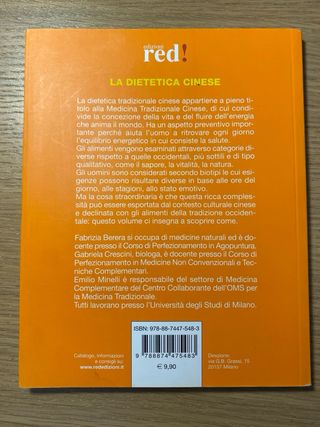 edizioni
red!
LA DIETETICA CINESE
La dietetica tradizionale cinese appartiene a pieno ti-
tolo alla Medicina Tradizionale Cinese, di cui condi-
vide la concezione della vita e del fluire dell'energia
che anima il mondo. Ha un aspetto preventivo impor-
tante perché aiuta l'uomo a ritrovare ogni giorno
l'equilibrio energetico in cui consiste la salute.
Gli alimenti vengono esaminati attraverso categorie di-
verse rispetto a quelle occidentali, più sottili e di tipo
qualitativo, come il sapore, la vitalità, la natura.
Gli uomini sono considerati secondo biotipi le cui esi-
genze possono risultare diverse in base alle ore del
giorno, alle stagioni, allo stato emotivo.
Ma la cosa straordinaria è che questa ricca comples-
sità può essere esportata dal contesto culturale cinese
e declinata con gli alimenti della tradizione occiden-
tale: questo volume ci insegna a scoprire come.
Fabrizia Berera si occupa di medicine naturali ed è do-
cente presso il Corso di Perfezionamento in Agopuntura.
Gabriela Crescini, biologa, è docente presso il Corso di
Perfezionamento in Medicine Non Convenzionali e Tec-
niche Complementari.
Emilio Minelli è responsabile del settore di Medicina
Complementare del Centro Collaborativo dell'OMS per
la Medicina Tradizionale.
Tutti lavorano presso l'Università degli Studi di Milano.
ISBN: 978-88-7447-548-3
9 788874 475483
€ 9,90
Catalogo, informazioni
e consigli su:
www.rededizioni.it
Direzione:
via G.B. Grassi, 15
20157 Milano